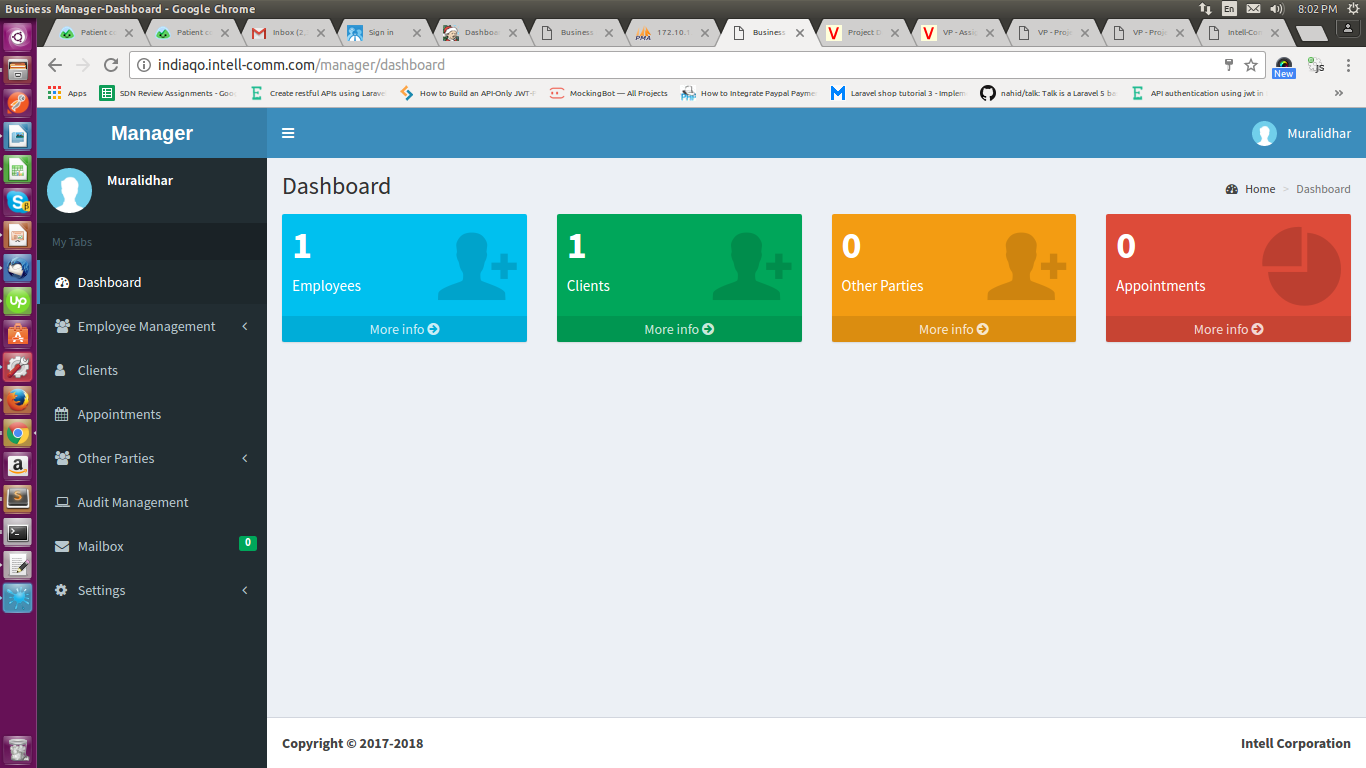 Business Manager-Dashboard - Google Chrome
En 8:02 PM
Patient c
Patient c
Inbox (2,
Sign in
Dashboa
Business
172.10.1
Business
Project D
VP - Assi
VP - Proje
VP - Proje
Intell-Co
indiaqo.intell-comm.com/manager/dashboard
New
JS
Apps
SDN Review Assignments - Goo
Create restful APIs using Larave
How to Build an API-Only JWT-
MockingBot — All Projects
How to Integrate Paypal Payme
Laravel shop tutorial 3 - Implem
nahid/talk: Talk is a Laravel 5 ba
API authentication using jwt in
»
Manager
Muralidhar
Muralidhar
My Tabs
Dashboard
Employee Management
Clients
Appointments
Other Parties
Audit Management
Mailbox 0
Settings
Dashboard
Home > Dashboard
1
Employees
More info
1
Clients
More info
0
Other Parties
More info
0
Appointments
More info
Copyright © 2017-2018
Intell Corporation